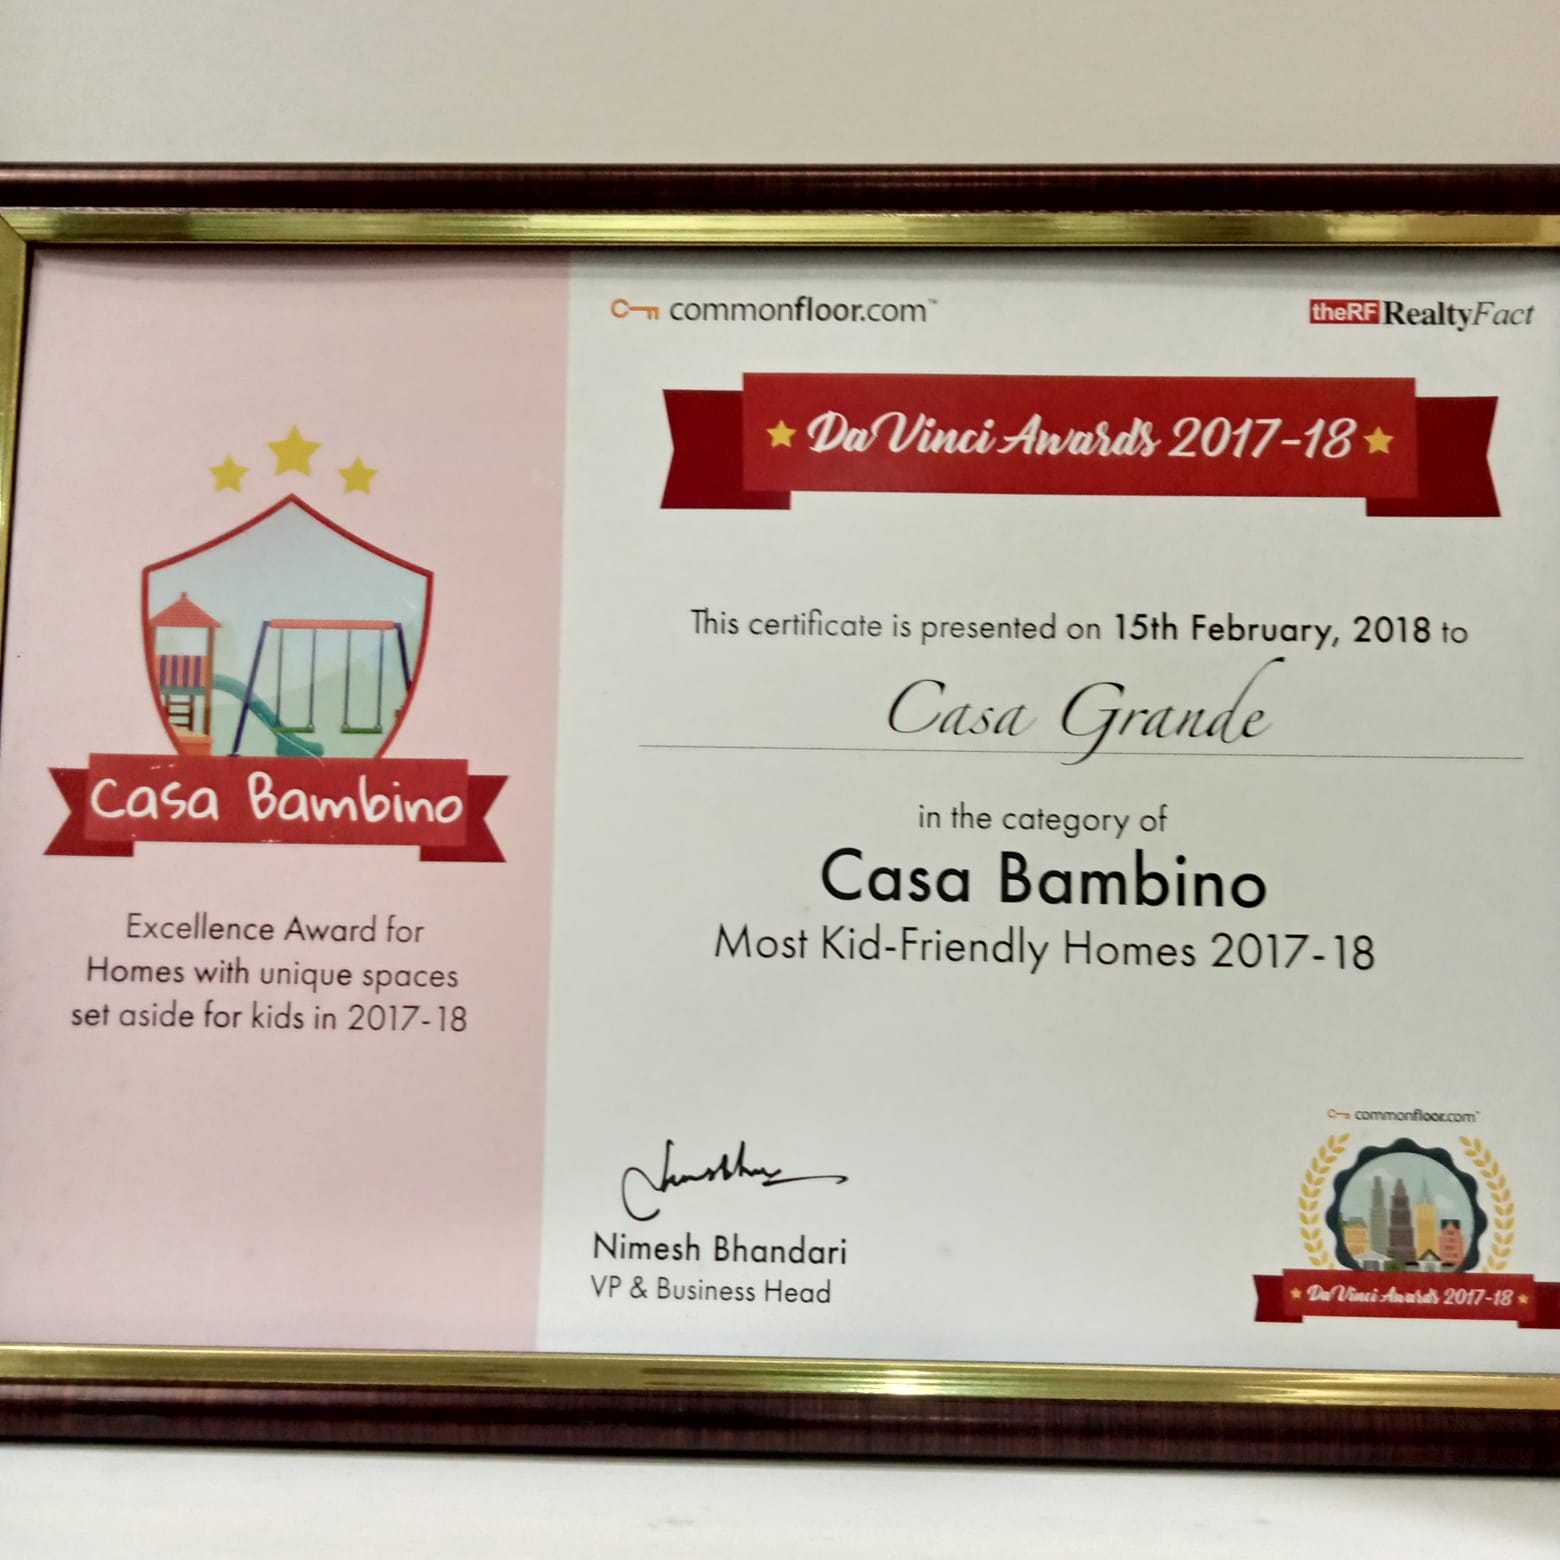 commonfloor.com™
theRF RealtyFact
DaVinci Awards 2017-18
This certificate is presented on 15th February, 2018 to
Casa Grande
in the category of
Casa Bambino
Most Kid-Friendly Homes 2017-18
Casa Bambino
Excellence Award for
Homes with unique spaces
set aside for kids in 2017-18
Nimesh Bhandari
VP & Business Head
commonfloor.com™
DaVinci Awards 2017-18